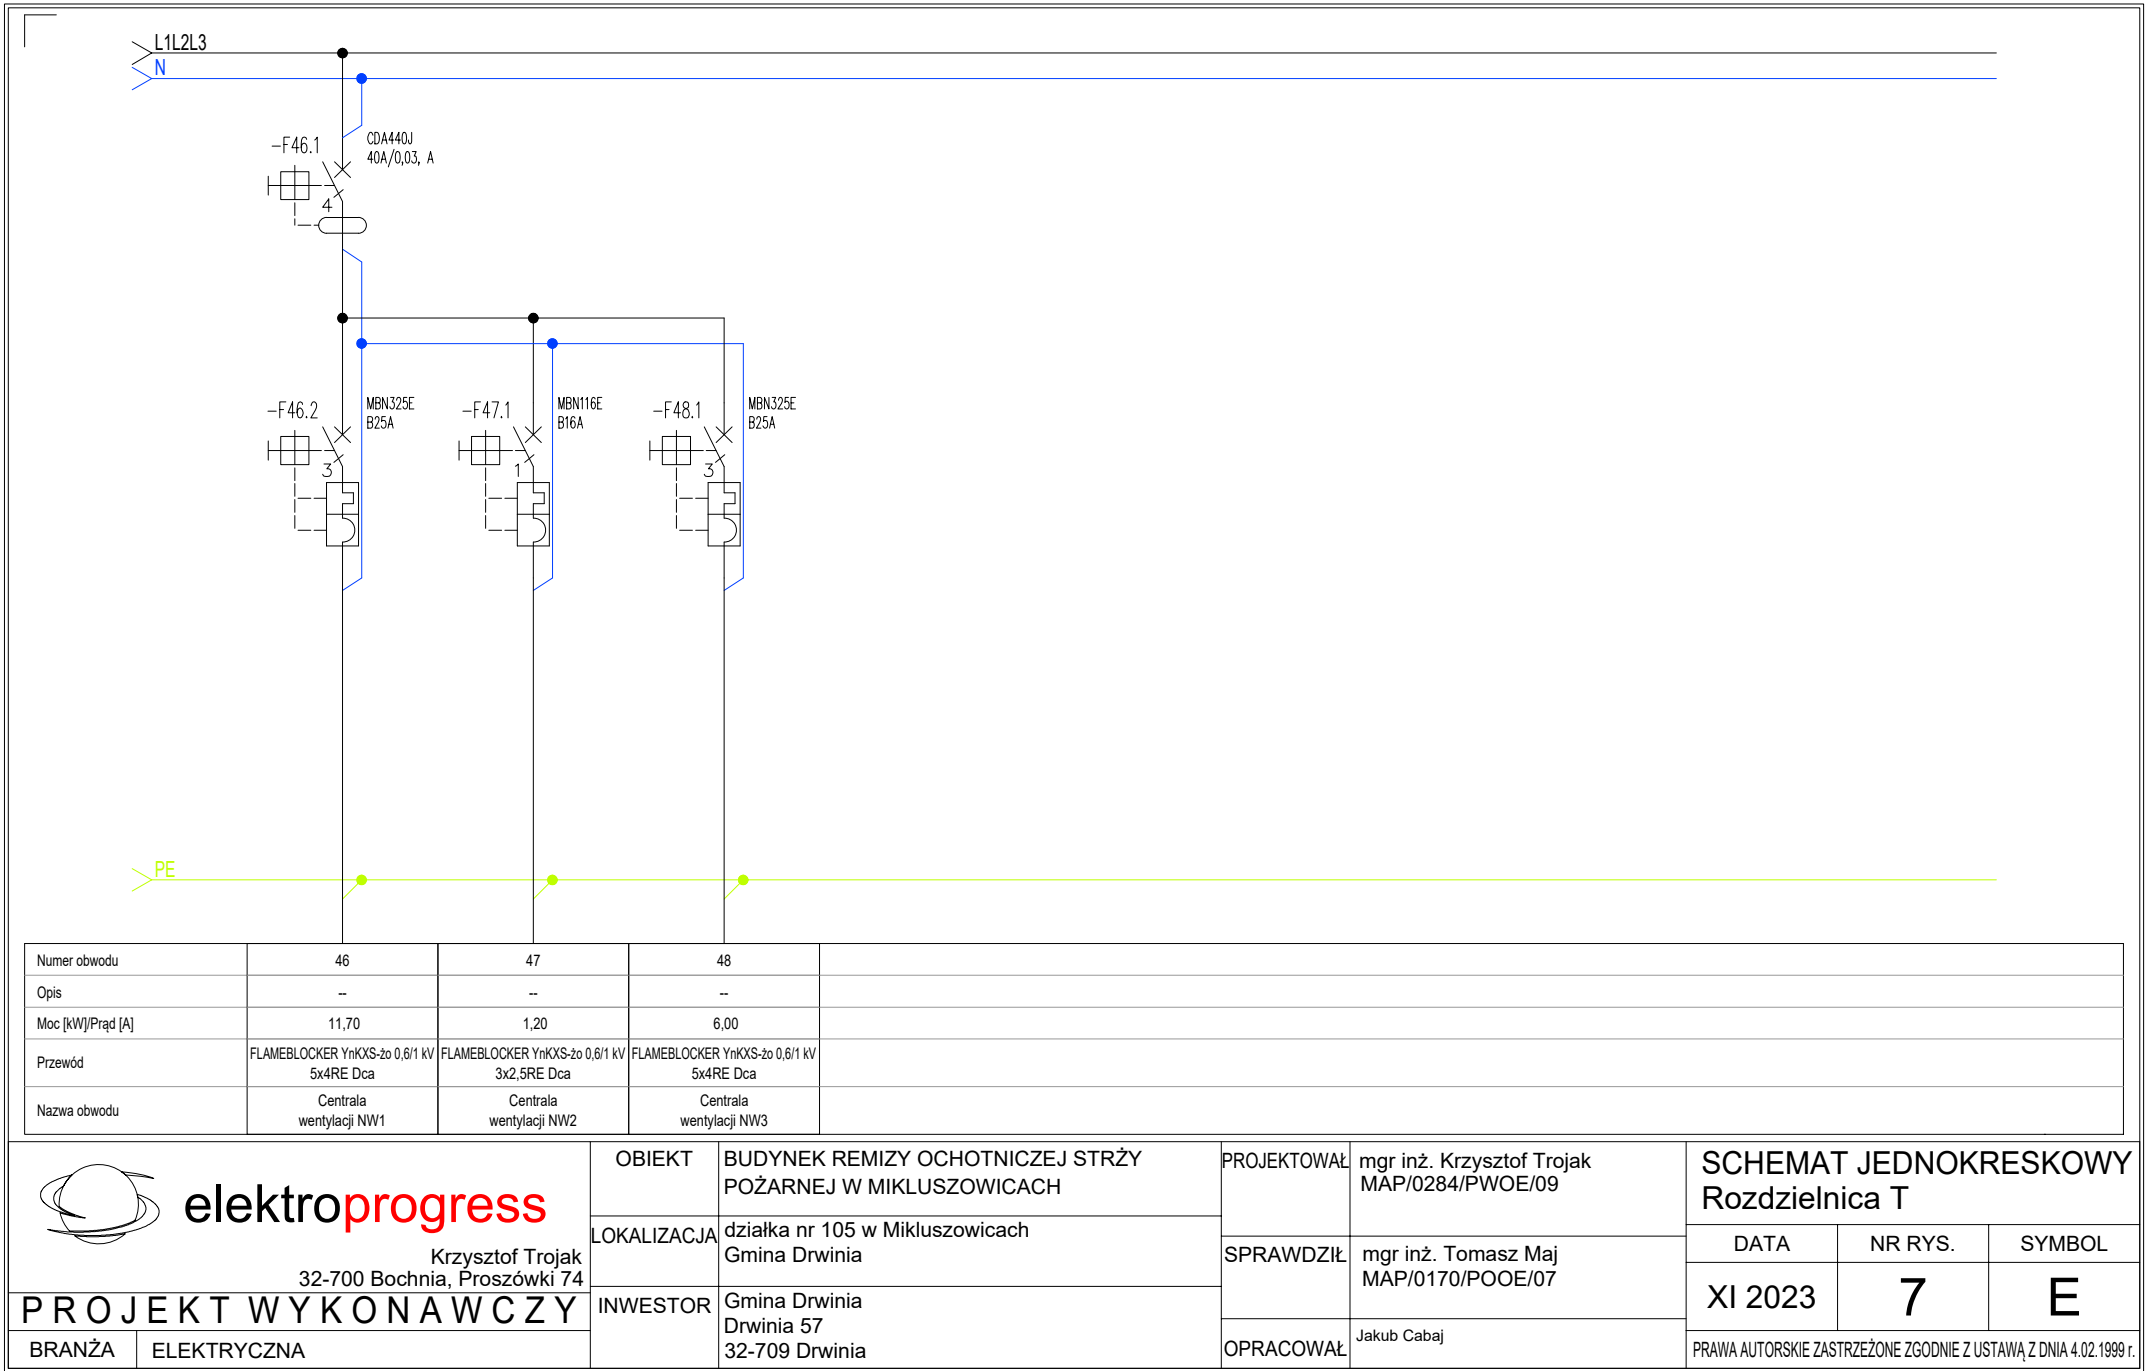 L1L2L3
N
-F46.1
CDA440J
40A/0,03, A
4
-F46.2
MBN325E
B25A
3
-F47.1
MBN116E
B16A
1
-F48.1
MBN325E
B25A
3
PE
Numer obwodu 46 47 48
Opis -- -- --
Moc [kW]/Prąd [A] 11,70 1,20 6,00
Przewód
FLAMEBLOCKER YnKXS-żo 0,6/1 kV
5x4RE Dca
FLAMEBLOCKER YnKXS-żo 0,6/1 kV
3x2,5RE Dca
FLAMEBLOCKER YnKXS-żo 0,6/1 kV
5x4RE Dca
Nazwa obwodu
Centrala
wentylacji NW1
Centrala
wentylacji NW2
Centrala
wentylacji NW3
elektroprogress
Krzysztof Trojak
32-700 Bochnia, Proszówki 74
PROJEKT WYKONAWCZY
BRANŻA ELEKTRYCZNA
OBIEKT
BUDYNEK REMIZY OCHOTNICZEJ STRŻY
POŻARNEJ W MIKLUSZOWICACH
LOKALIZACJA
działka nr 105 w Mikluszowicach
Gmina Drwinia
INWESTOR
Gmina Drwinia
Drwinia 57
32-709 Drwinia
PROJEKTOWAŁ
mgr inż. Krzysztof Trojak
MAP/0284/PWOE/09
SPRAWDZIŁ
mgr inż. Tomasz Maj
MAP/0170/POOE/07
OPRACOWAŁ
Jakub Cabaj
SCHEMAT JEDNOKRESKOWY
Rozdzielnica T
DATA NR RYS. SYMBOL
XI 2023 7 E
PRAWA AUTORSKIE ZASTRZEŻONE ZGODNIE Z USTAWĄ Z DNIA 4.02.1999 r.